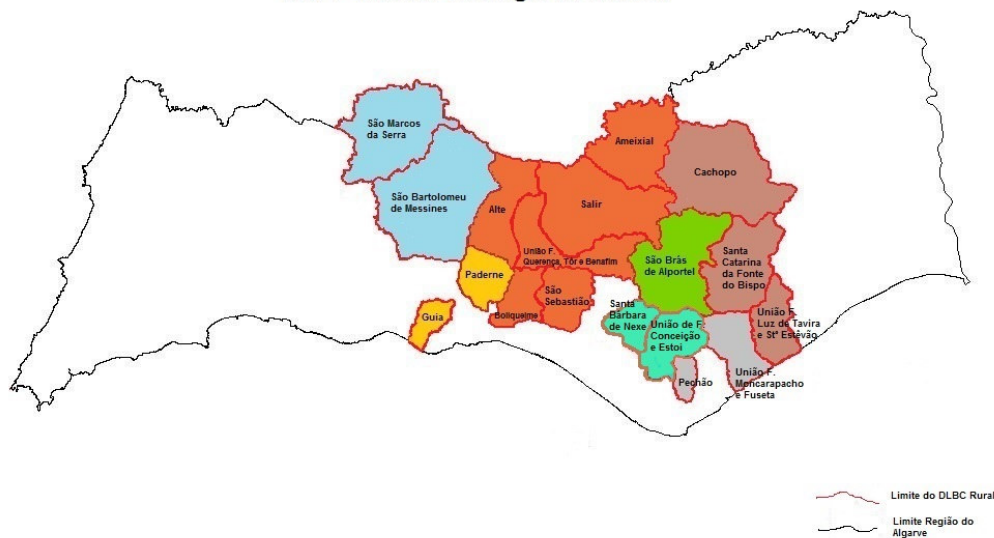 São Marcos
da Serra
Ameixial
Cachopo
São Bartolomeu
de Messines
Alte
Salir
União F.
Querença, Tôr e Benafim
São Brás
de Alportel
Santa
Catarina
da Fonte
do Bispo
Paderne
São
Sebastião
Guia
Boliqueime
Santa
Bárbara
de Nexe
União de F.
Conceição
e Estoi
União F.
Luz de Tavira
e Stª Estêvão
Pechão
União F.
Moncarapacho
e Fuseta
Limite do DLBC Rural
Limite Região do
Algarve